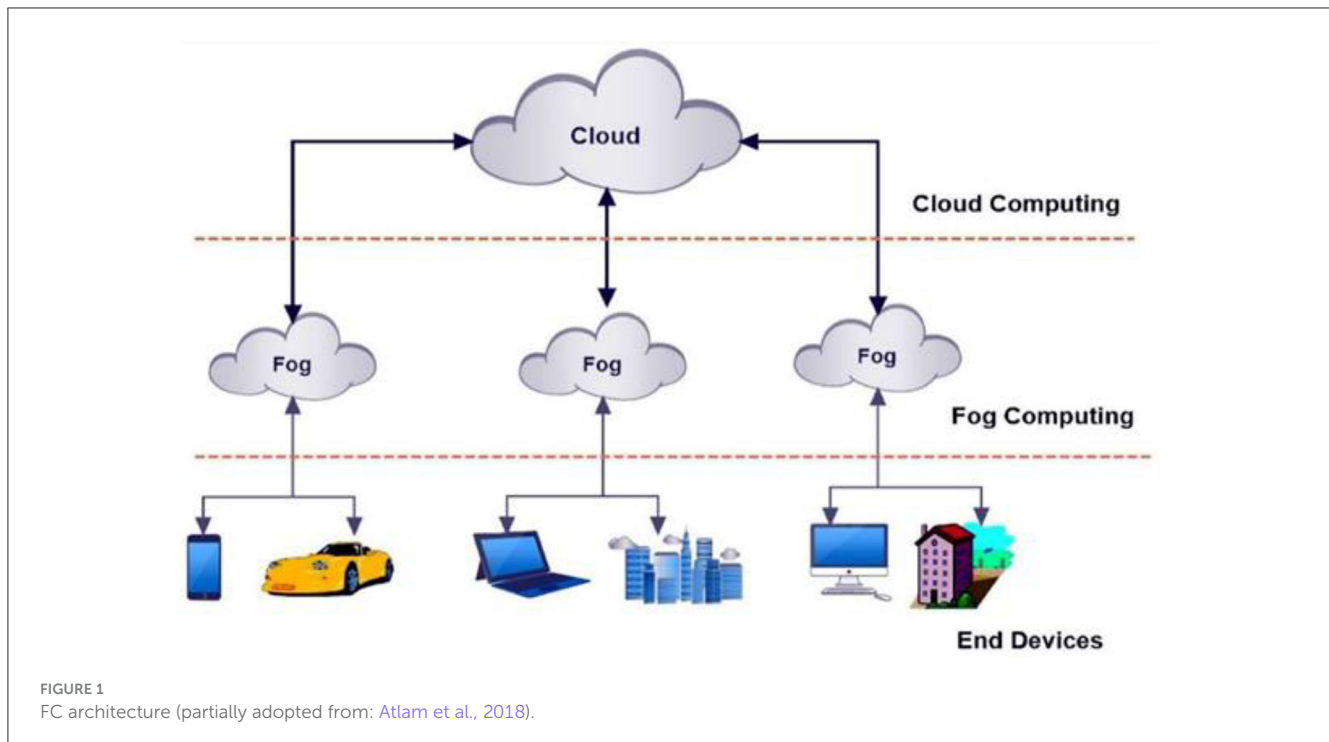 Cloud
Cloud Computing
Fog
Fog
Fog
Fog Computing
End Devices
FIGURE 1
FC architecture (partially adopted from: Atlam et al., 2018).